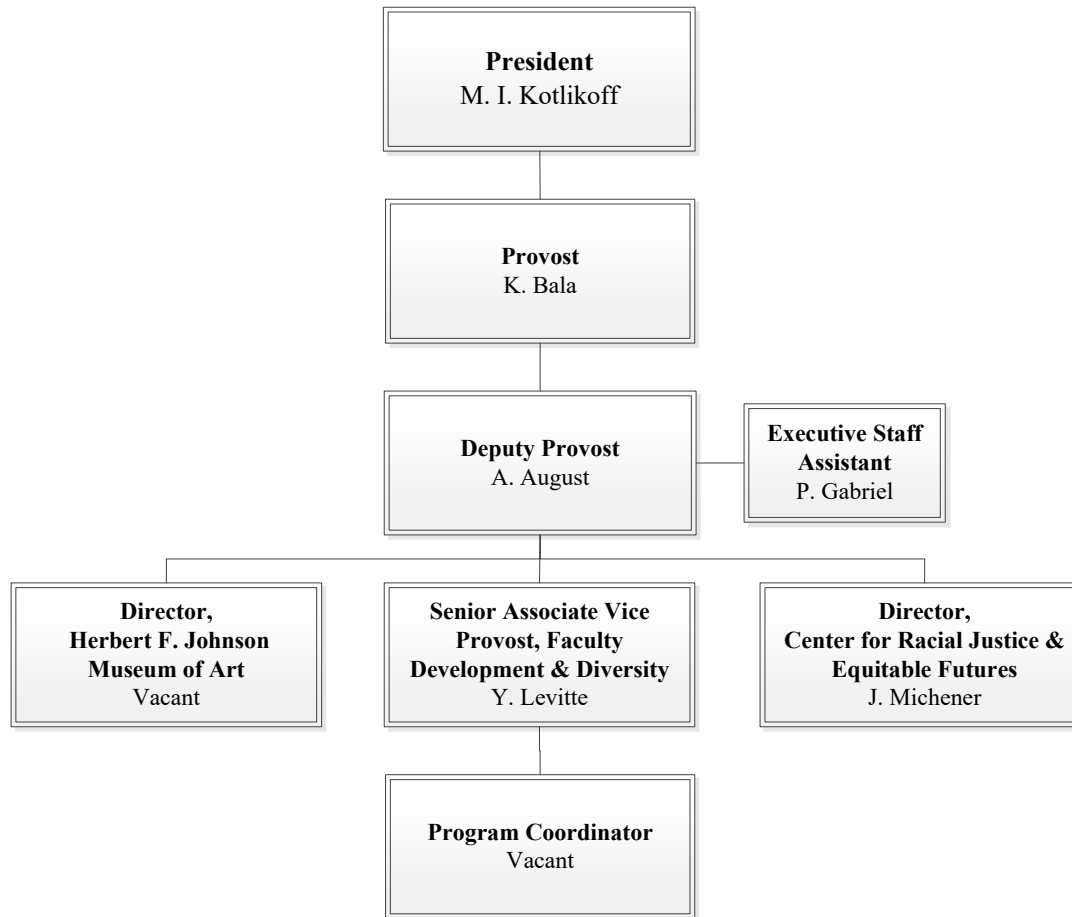 President
M. I. Kotlikoff
Provost
K. Bala
Deputy Provost
A. August
Executive Staff
Assistant
P. Gabriel
Director,
Herbert F. Johnson
Museum of Art
Vacant
Senior Associate Vice
Provost, Faculty
Development & Diversity
Y. Levitte
Director,
Center for Racial Justice &
Equitable Futures
J. Michener
Program Coordinator
Vacant